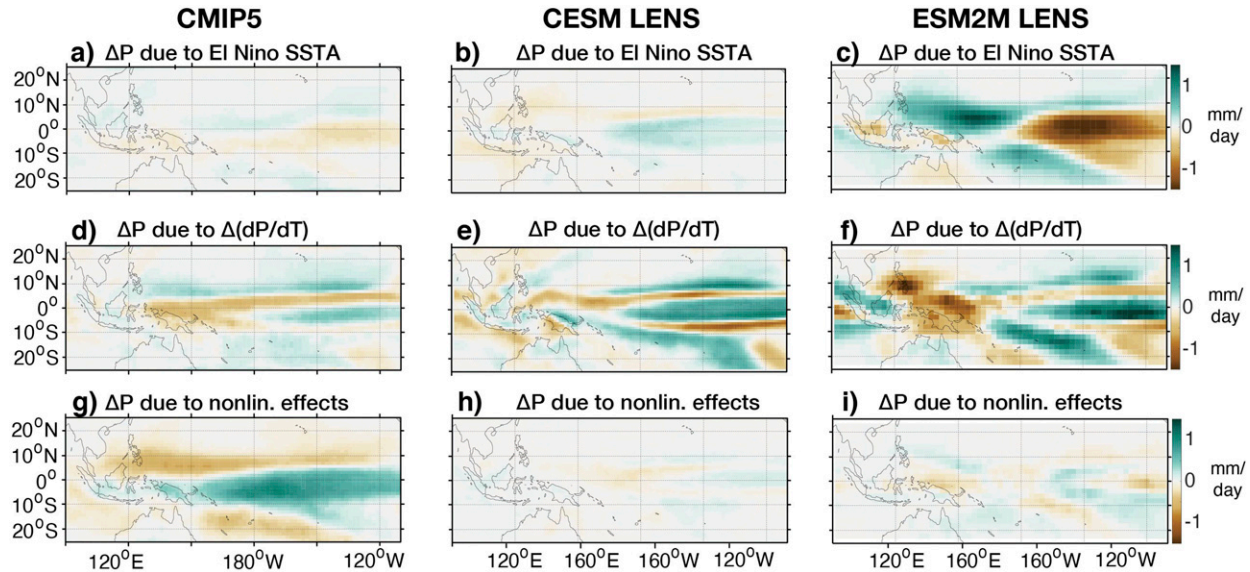 CMIP5 CESM LENS ESM2M LENS
a) ΔP due to El Nino SSTA b) ΔP due to El Nino SSTA c) ΔP due to El Nino SSTA
20°N
10°N
0°
10°S
20°S
1
0
-1
mm/
day
d) ΔP due to Δ(dP/dT) e) ΔP due to Δ(dP/dT) f) ΔP due to Δ(dP/dT)
20°N
10°N
0°
10°S
20°S
1
0
-1
mm/
day
g) ΔP due to nonlin. effects h) ΔP due to nonlin. effects i) ΔP due to nonlin. effects
20°N
10°N
0°
10°S
20°S
1
0
-1
mm/
day
120°E 180°W 120°W 120°E 160°E 160°W 120°W 120°E 160°E 160°W 120°W